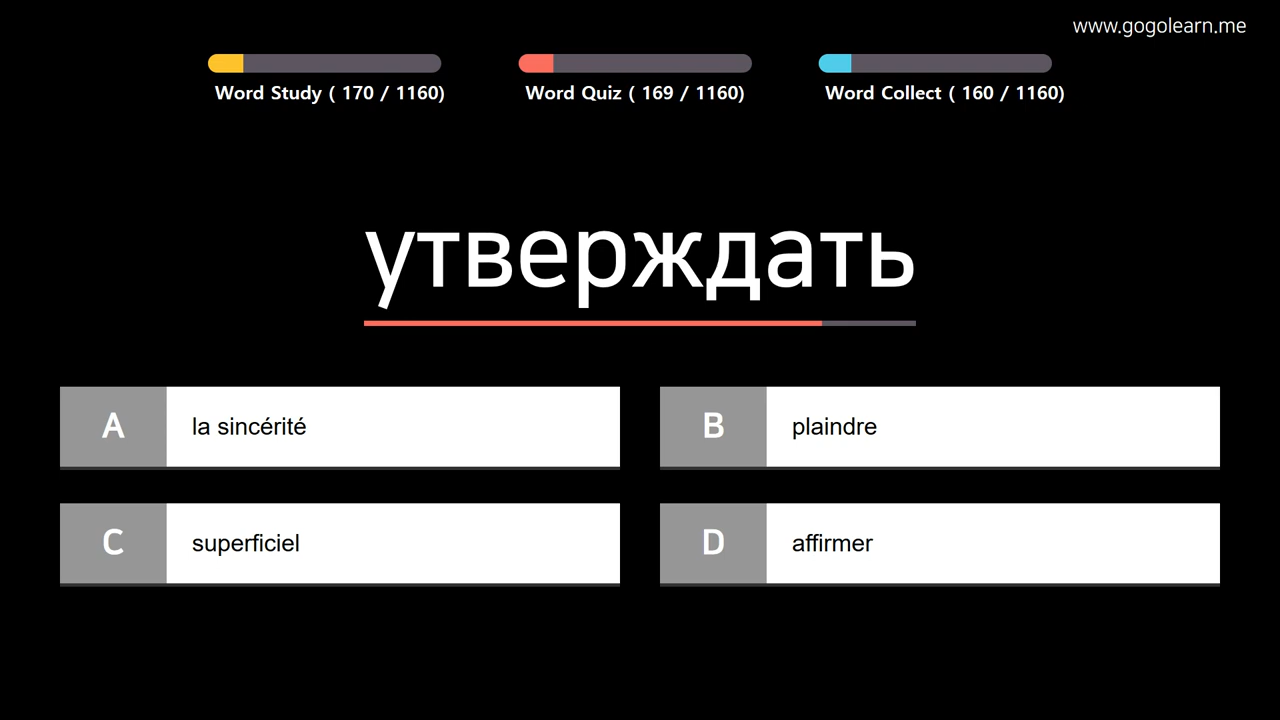 www.gogolearn.me
Word Study ( 170 / 1160)
Word Quiz ( 169 / 1160)
Word Collect ( 160 / 1160)
утверждать
A la sincérité
B plaindre
C superficiel
D affirmer